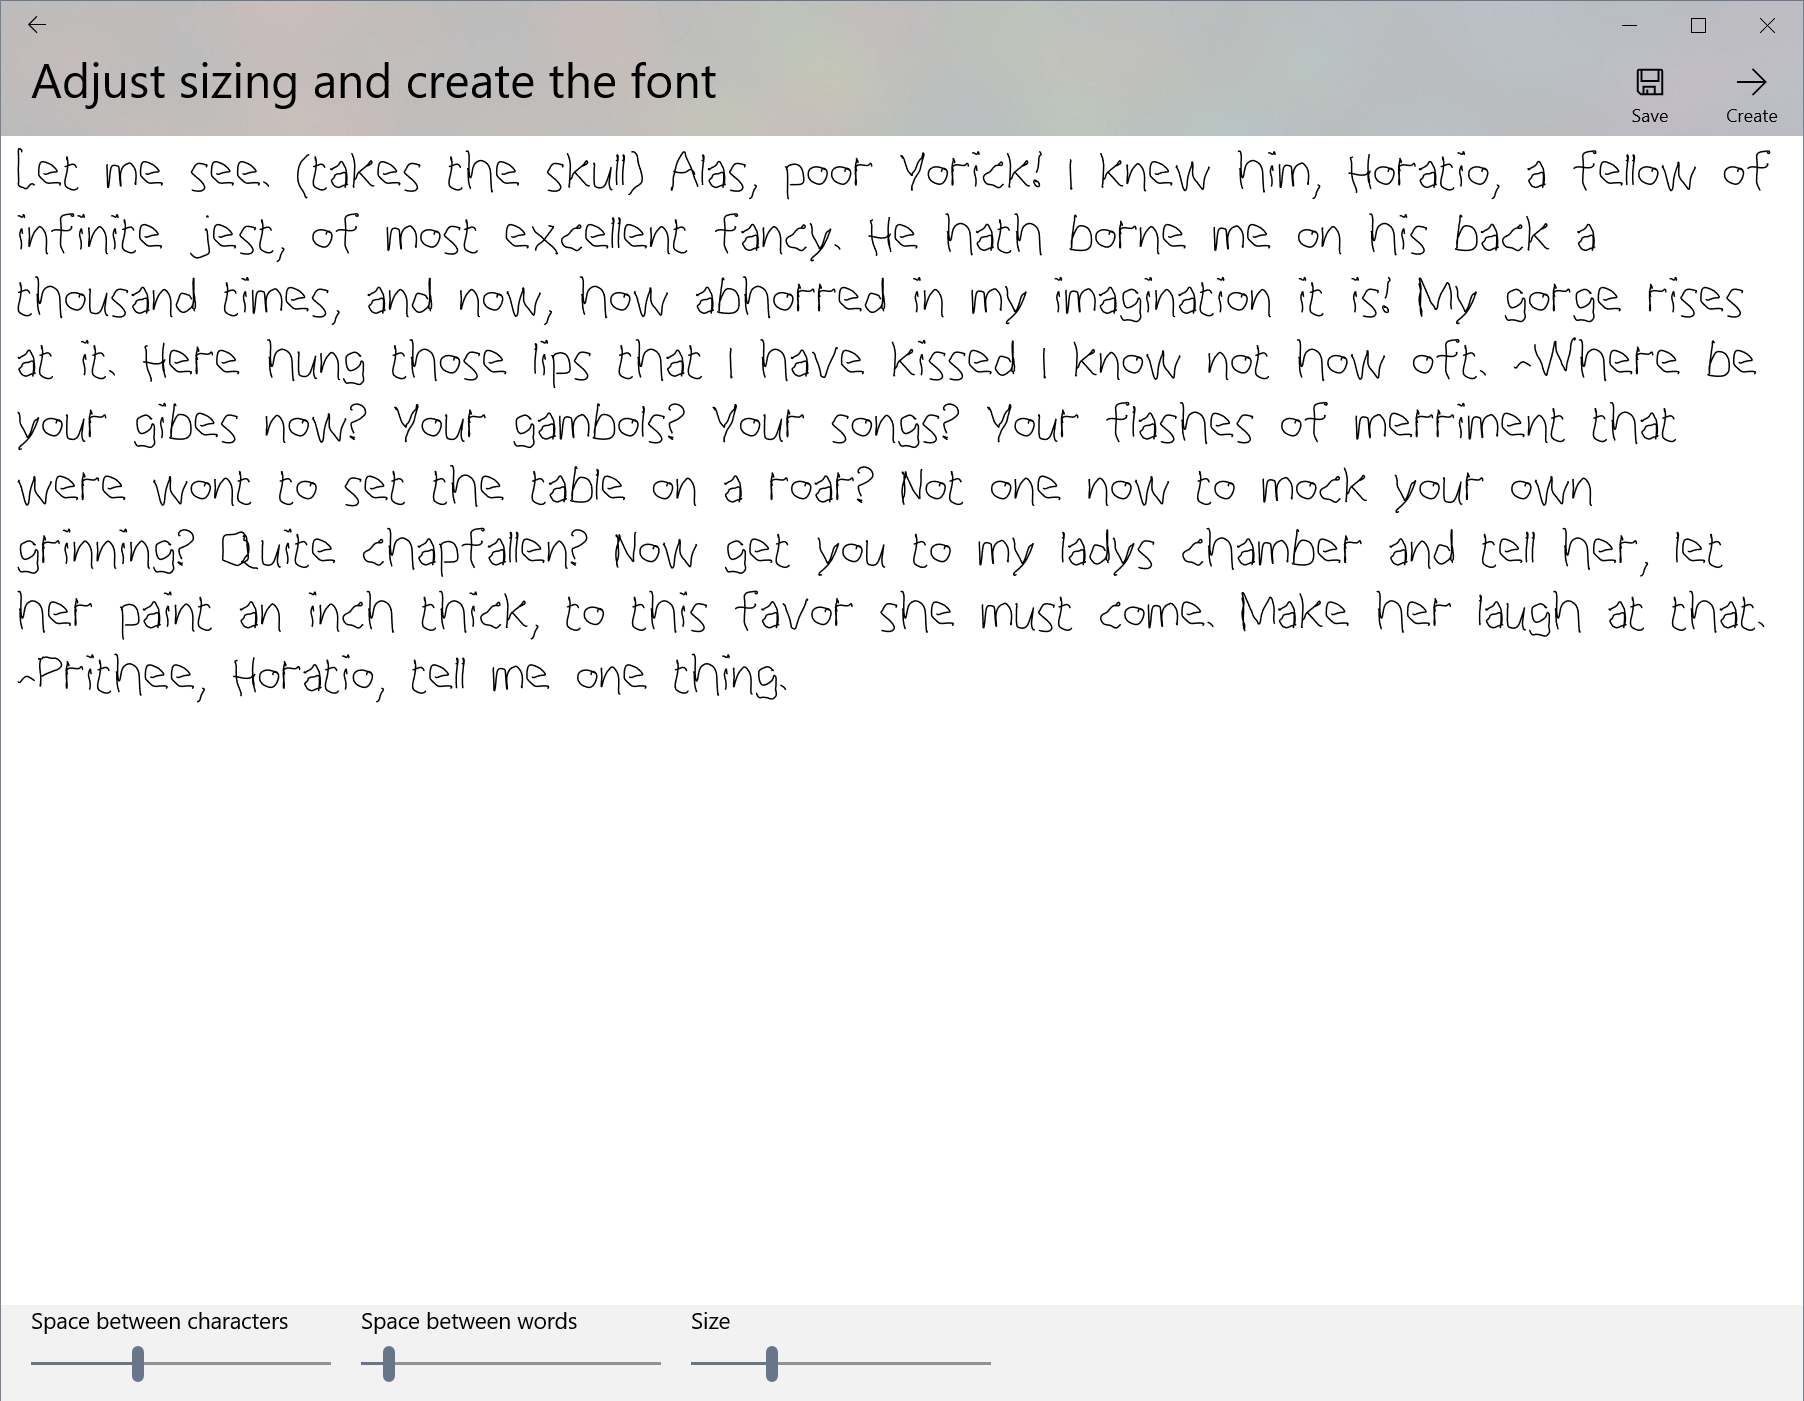 Adjust sizing and create the font
Save
Create
Let me see. (takes the skull) Alas, poor Yorick! I knew him, Horatio, a fellow of
infinite jest, of most excellent fancy. He hath borne me on his back a
thousand times, and now, how abhorred in my imagination it is! My gorge rises
at it. Here hung those lips that I have kissed I know not how oft. ~Where be
your gibes now? Your gambols? Your songs? Your flashes of merriment that
were wont to set the table on a roar? Not one now to mock your own
grinning? Quite chapfallen? Now get you to my ladys chamber and tell her, let
her paint an inch thick, to this favor she must come. Make her laugh at that.
~Prithee, Horatio, tell me one thing.
Space between characters
Space between words
Size